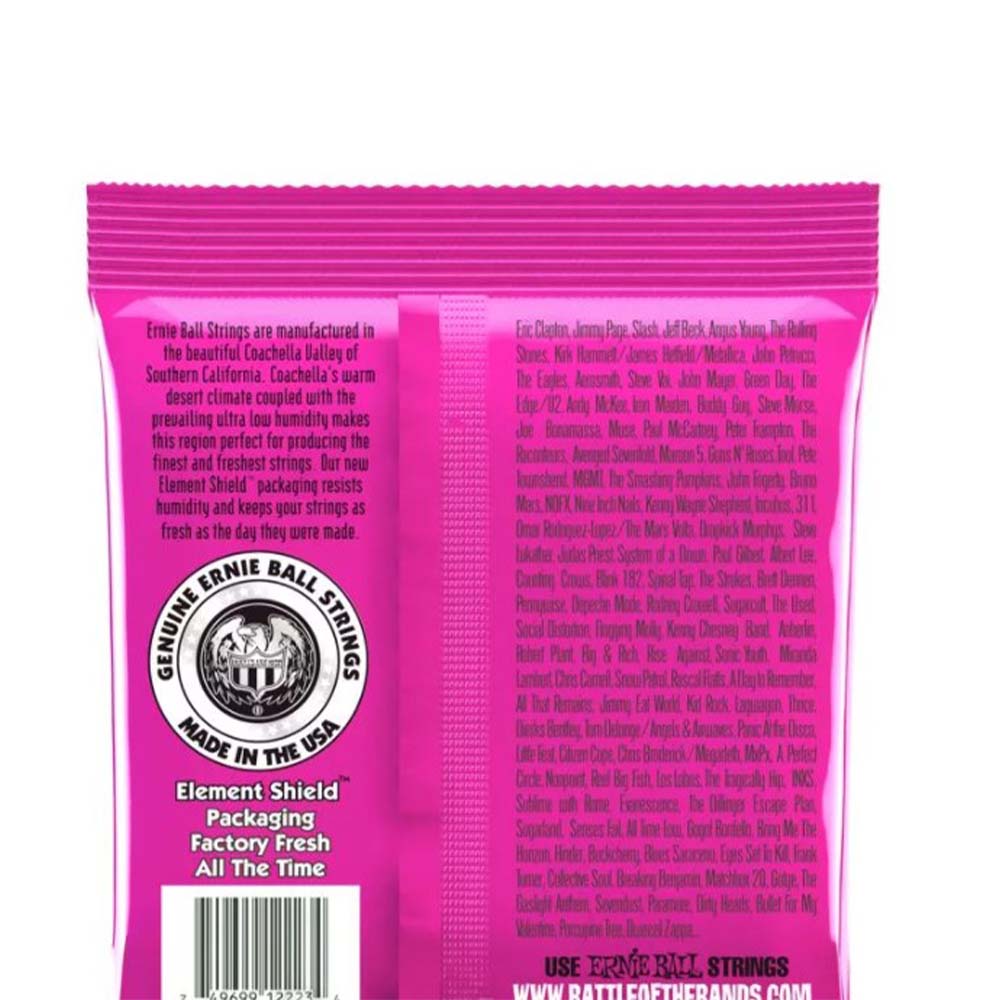 Ernie Ball Strings are manufactured in
the beautiful Coachella Valley of
Southern California. Coachella's warm
desert climate coupled with the
prevailing ultra low humidity makes
this region perfect for producing the
finest and freshest strings. Our new
Element Shield™ packaging resists
humidity and keeps your strings as
fresh as the day they were made.
GENUINE ERNIE BALL STRINGS
MADE IN THE USA
Element Shield™
Packaging
Factory Fresh
All The Time
7 49699 12223 4
Eric Clapton, Jimmy Page, Slash, Jeff Beck, Angus Young, The Rolling
Stones, Kirk Hammett/James Hetfield/Metallica, John Petrucci,
The Eagles, Aerosmith, Steve Vai, John Mayer, Green Day, The
Edge/U2, Andy McKee, Iron Maiden, Buddy Guy, Steve Morse,
Joe Bonamassa, Muse, Paul McCartney, Peter Frampton, The
Raconteurs, Avenged Sevenfold, Maroon 5, Guns N' Roses, Tool, Pete
Townshend, MGMT, The Smashing Pumpkins, John Fogerty, Bruno
Mars, NOFX, Nine Inch Nails, Kenny Wayne Shepherd, Incubus, 311,
Omar Rodriguez-Lopez/The Mars Volta, Dropkick Murphys, Steve
Lukather, Judas Priest, System of a Down, Paul Gilbert, Albert Lee,
Counting Crows, Blink 182, Spinal Tap, The Strokes, Brett Dennen,
Pennywise, Depeche Mode, Rodney Crowell, Sugarcult, The Used,
Social Distortion, Flogging Molly, Kenny Chesney Band, Anberlin,
Robert Plant, Big & Rich, Rise Against, Sonic Youth, Miranda
Lambert, Chris Cornell, Snow Patrol, Rascal Flatts, A Day to Remember,
All That Remains, Jimmy Eat World, Kid Rock, Lagwagon, Thrice,
Dierks Bentley, Tom Delonge/Angels & Airwaves, Panic At the Disco,
Little Feat, Citizen Cope, Chris Broderick/Megadeth, MxPx, A Perfect
Circle, Nonpoint, Reel Big Fish, Los Lobos, The Tragically Hip, INXS,
Sublime with Rome, Evanescence, The Dillinger Escape Plan,
Sugarland, Senses Fail, All Time Low, Gogol Bordello, Bring Me The
Horizon, Hinder, Buckcherry, Blues Saraceno, Eyes Set To Kill, Frank
Turner, Collective Soul, Breaking Benjamin, Matchbox 20, Gotye, The
Gaslight Anthem, Sevendust, Paramore, Dirty Heads, Bullet For My
Valentine, Porcupine Tree, Dweezil Zappa...
USE ERNIE BALL STRINGS
WWW.BATTLEOFTHEBANDS.COM